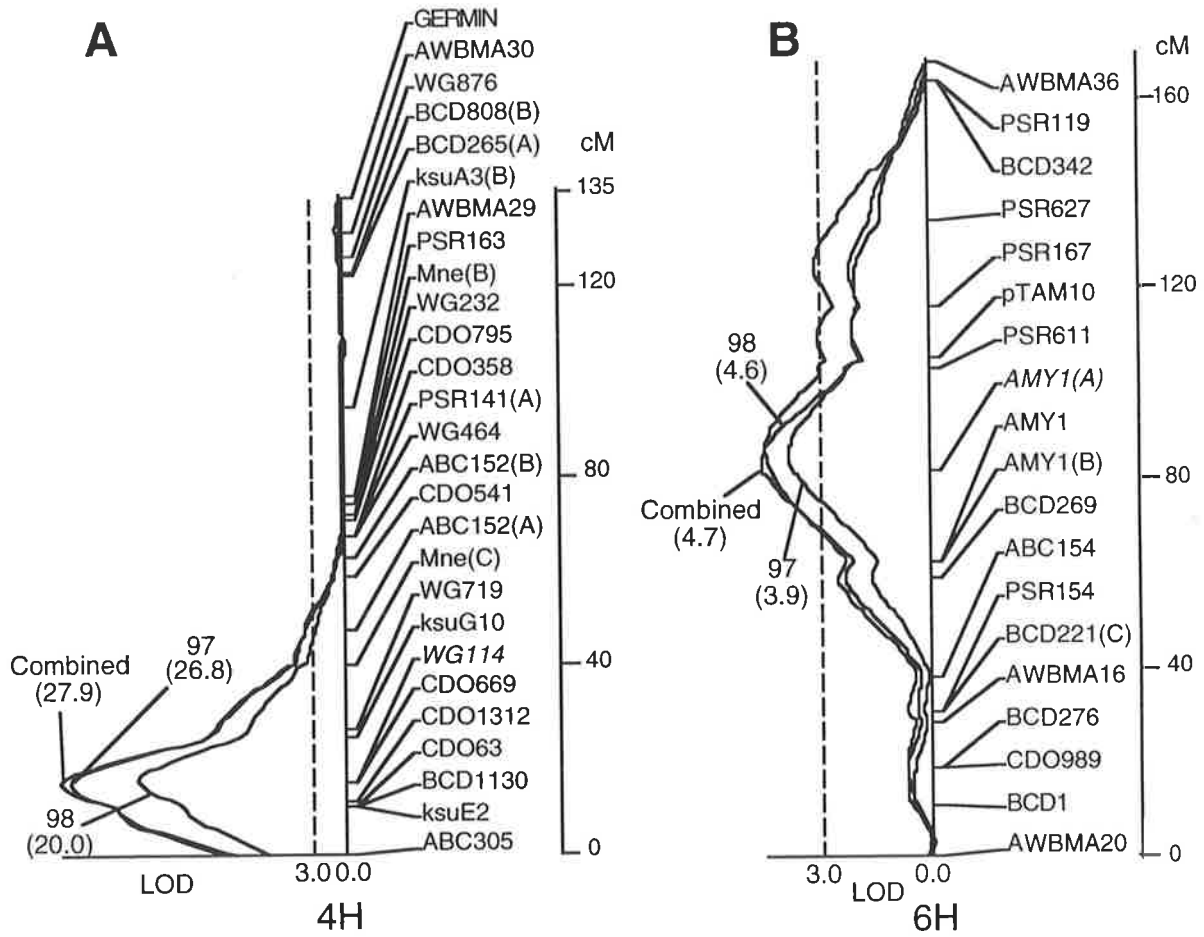 A
GERMIN
AWBMA30
WG876
BCD808(B)
BCD265(A)
ksuA3(B)
AWBMA29
PSR163
Mne(B)
WG232
CDO795
CDO358
PSR141(A)
WG464
ABC152(B)
CDO541
ABC152(A)
Mne(C)
WG719
ksuG10
WG114
CDO669
CDO1312
CDO63
BCD1130
ksuE2
ABC305
cM
135
120
80
40
0
Combined
(27.9)
97
(26.8)
98
(20.0)
LOD
3.0
0.0
4H
B
cM
160
120
80
40
0
AWBMA36
PSR119
BCD342
PSR627
PSR167
pTAM10
PSR611
AMY1(A)
AMY1
AMY1(B)
BCD269
ABC154
PSR154
BCD221(C)
AWBMA16
BCD276
CDO989
BCD1
AWBMA20
98
(4.6)
Combined
(4.7)
97
(3.9)
3.0
0.0
LOD
6H